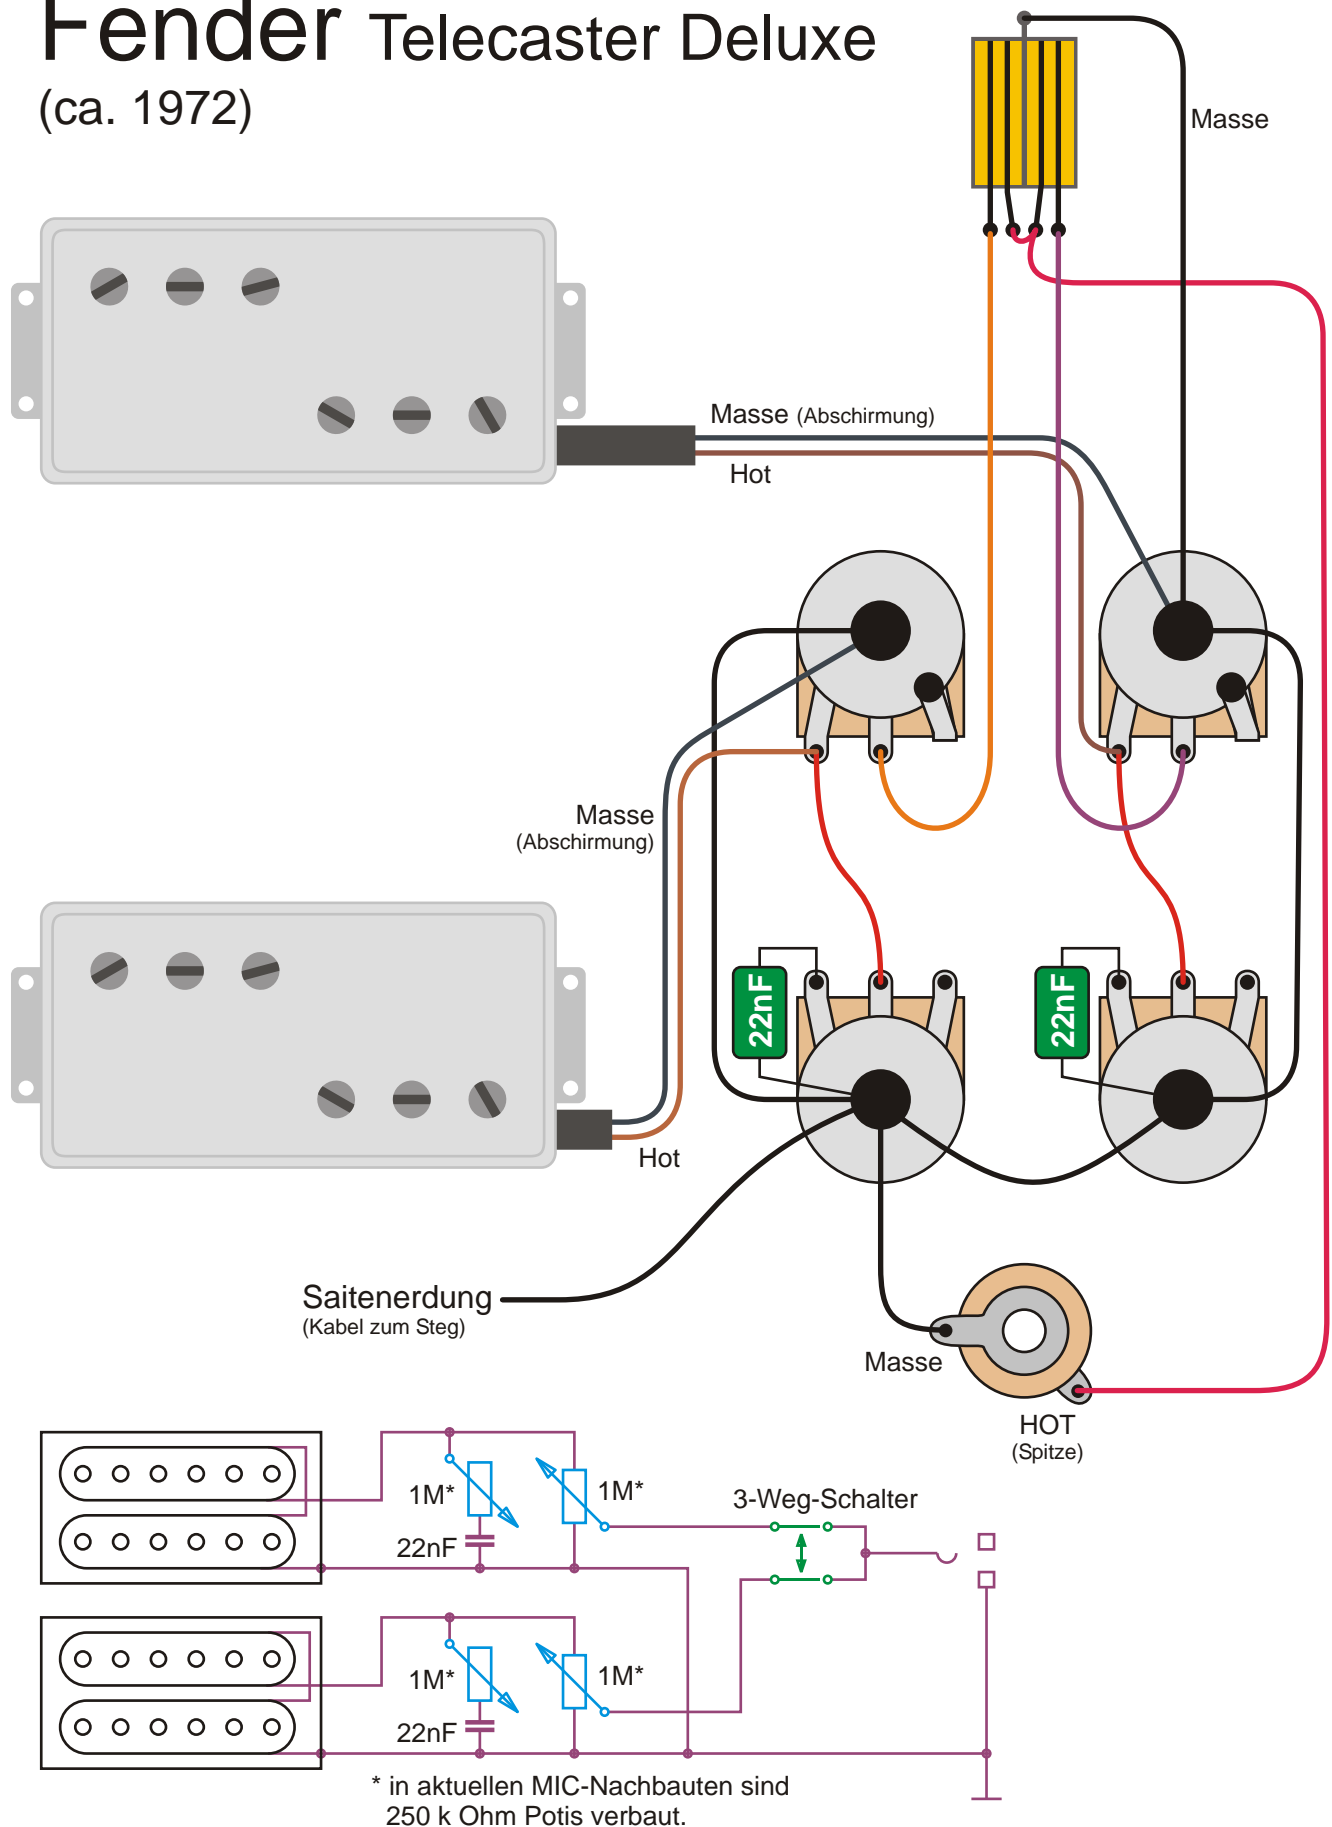 Fender Telecaster Deluxe
(ca. 1972)
Masse
Masse (Abschirmung)
Hot
Masse
(Abschirmung)
22nF
22nF
Hot
Saitenerdung
(Kabel zum Steg)
Masse
HOT
(Spitze)
1M*
1M*
22nF
3-Weg-Schalter
1M*
1M*
22nF
* in aktuellen MIC-Nachbauten sind
250 k Ohm Potis verbaut.